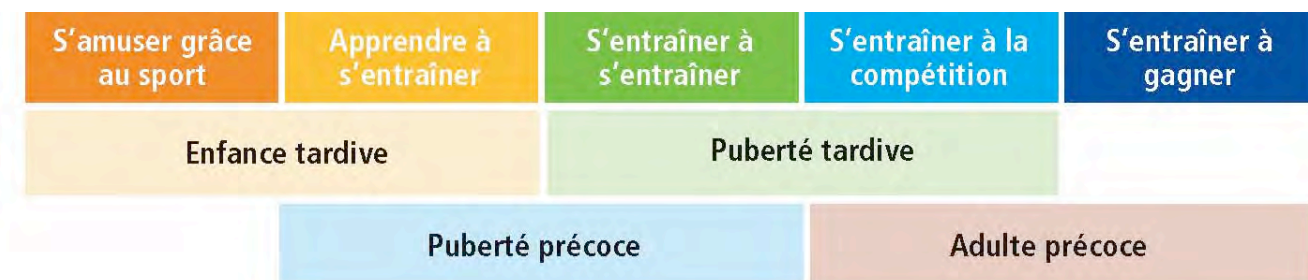 S'amuser grâce
au sport
Apprendre à
s'entraîner
S'entraîner à
s'entraîner
S'entraîner à la
compétition
S'entraîner à
gagner
Enfance tardive
Puberté tardive
Puberté précoce
Adulte précoce